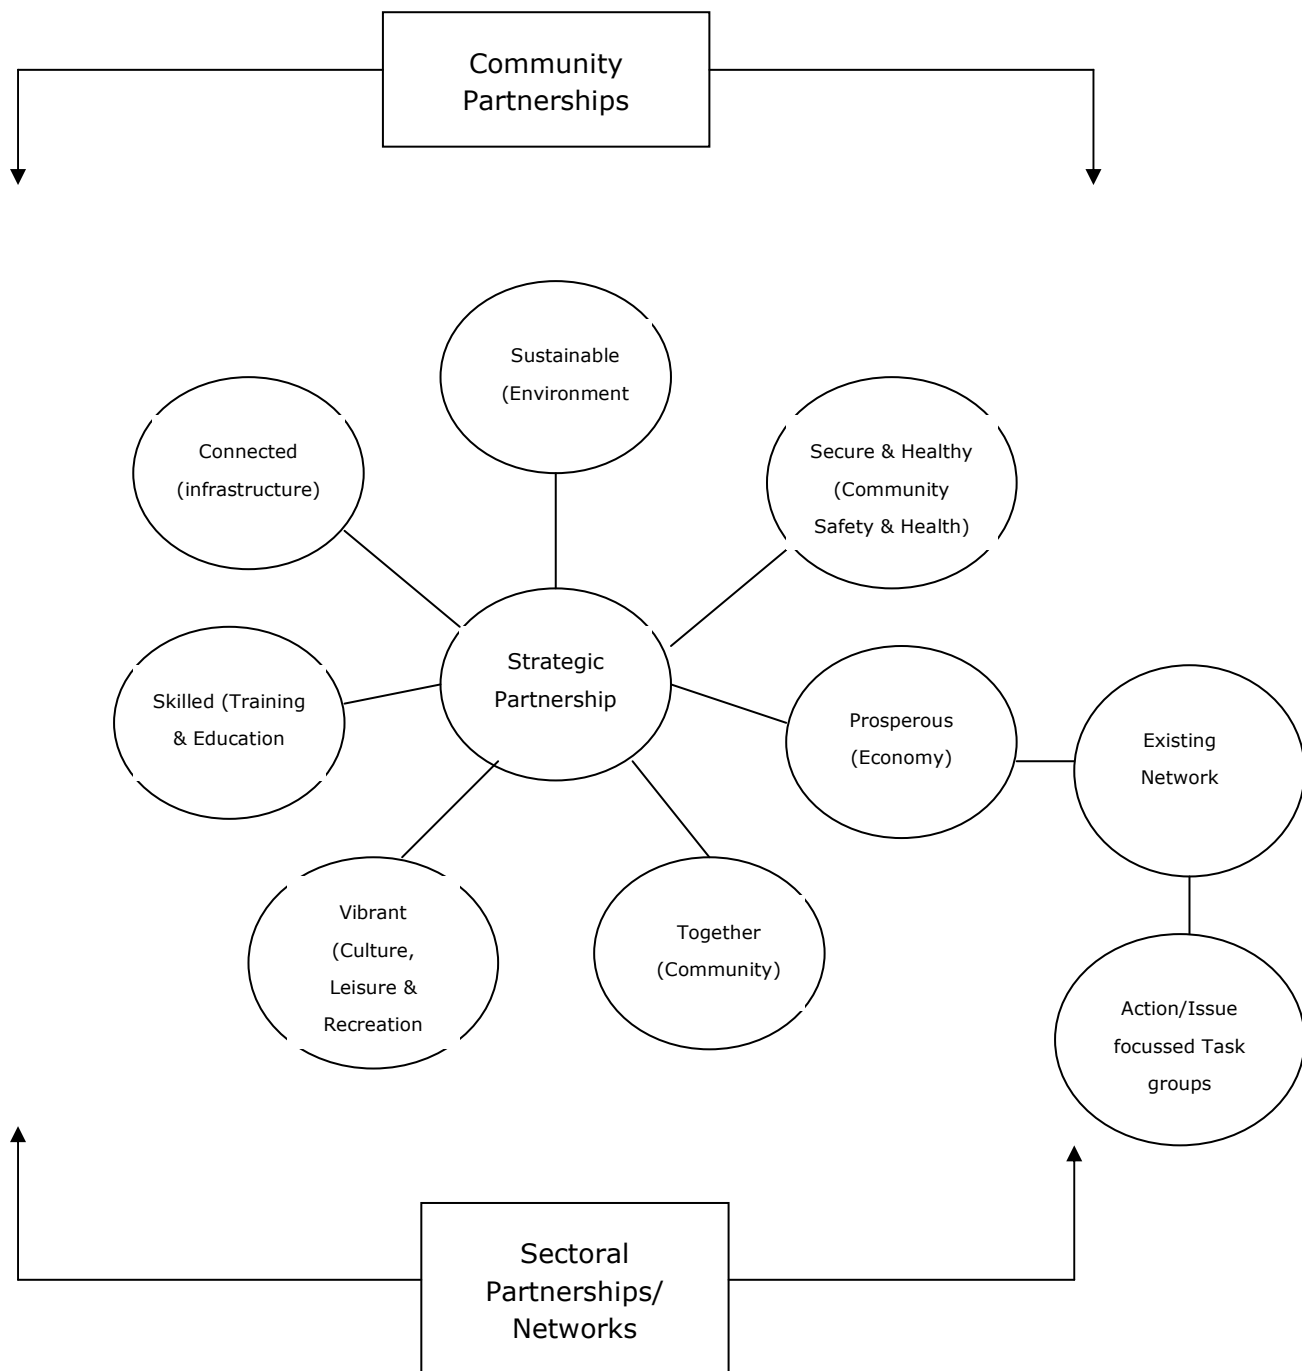 Community
Partnerships
Sustainable
(Environment
Connected
(infrastructure)
Secure & Healthy
(Community
Safety & Health)
Strategic
Partnership
Skilled (Training
& Education
Prosperous
(Economy)
Existing
Network
Vibrant
(Culture,
Leisure &
Recreation
Together
(Community)
Action/Issue
focussed Task
groups
Sectoral
Partnerships/
Networks